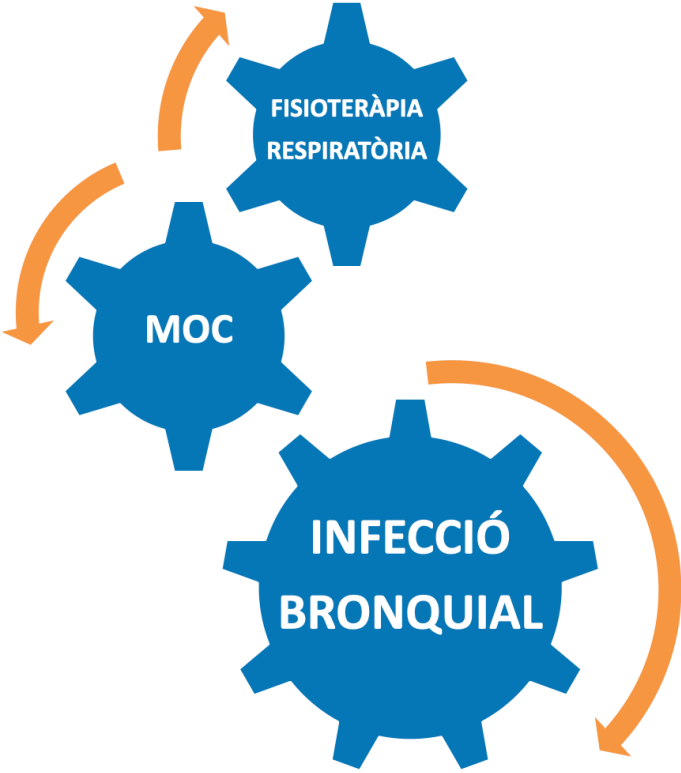 FISIOTERÀPIA
RESPIRATÒRIA
MOC
INFECCIÓ
BRONQUIAL